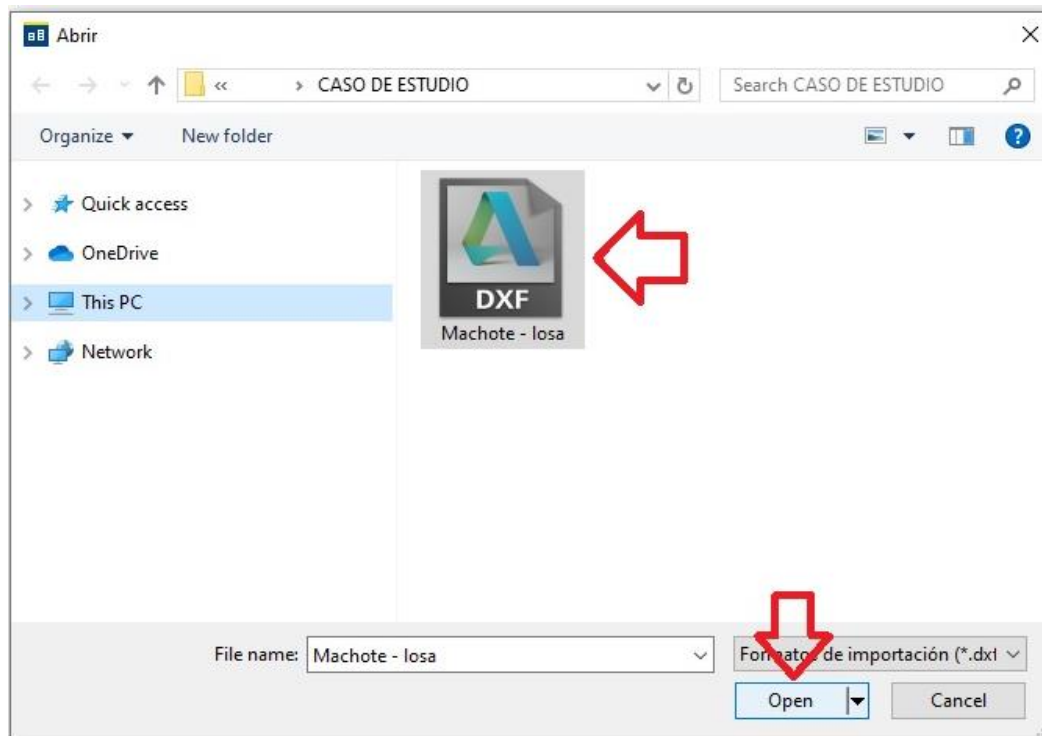 Abrir
« > CASO DE ESTUDIO
Search CASO DE ESTUDIO
Organize
New folder
Quick access
OneDrive
This PC
Network
DXF
Machote - losa
File name: Machote - losa
Formatos de importación (*.dxf
Open
Cancel